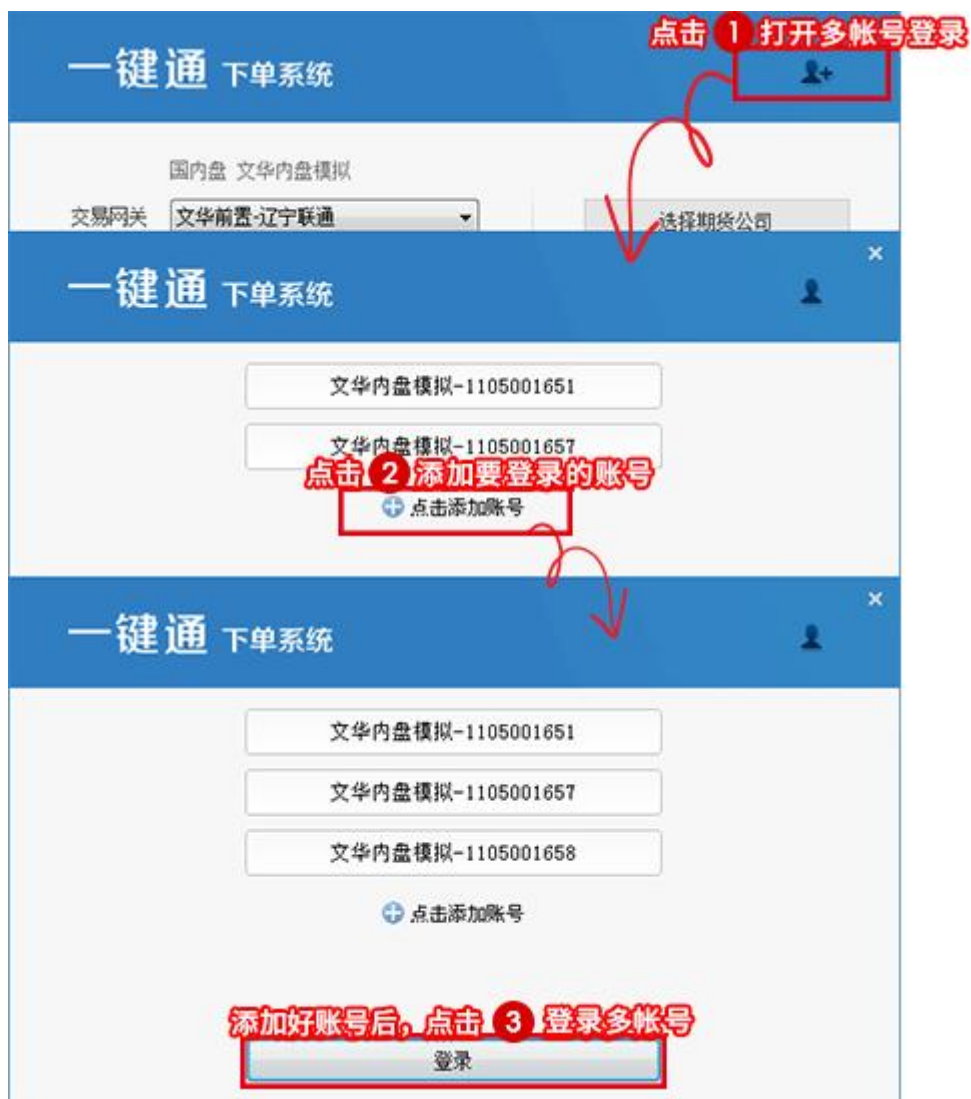 点击 1 打开多帐号登录
一键通 下单系统
国内盘 文华内盘模拟
交易网关 文华前置-辽宁联通 选择期货公司
一键通 下单系统
文华内盘模拟-1105001651
文华内盘模拟-1105001657
点击 2 添加要登录的账号
点击添加账号
一键通 下单系统
文华内盘模拟-1105001651
文华内盘模拟-1105001657
文华内盘模拟-1105001658
点击添加账号
添加好账号后，点击 3 登录多帐号
登录